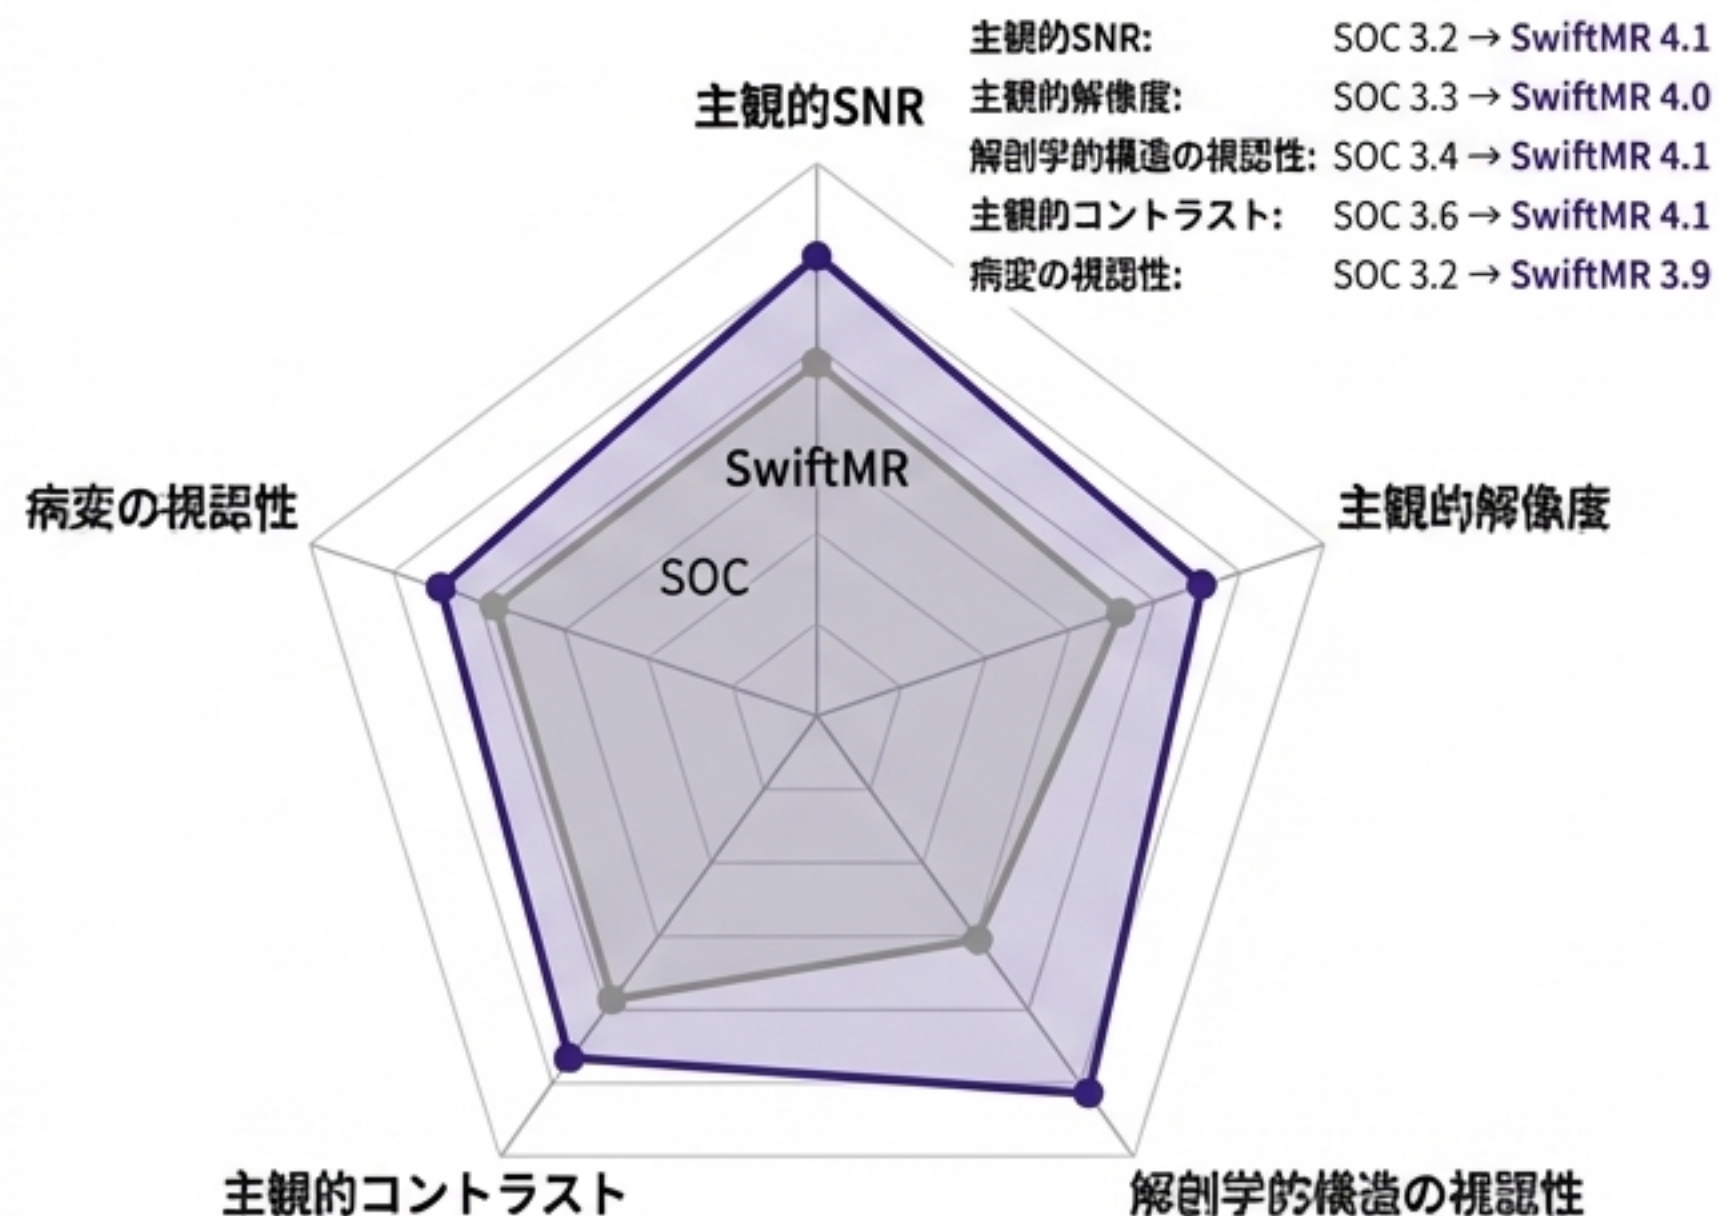 主観的SNR: SOC 3.2 → SwiftMR 4.1
主観的解像度: SOC 3.3 → SwiftMR 4.0
解剖学的構造の視認性: SOC 3.4 → SwiftMR 4.1
主観的コントラスト: SOC 3.6 → SwiftMR 4.1
病変の視認性: SOC 3.2 → SwiftMR 3.9
主観的SNR
SwiftMR
SOC
病変の視認性
主観的解像度
主観的コントラスト
解剖学的構造の視認性